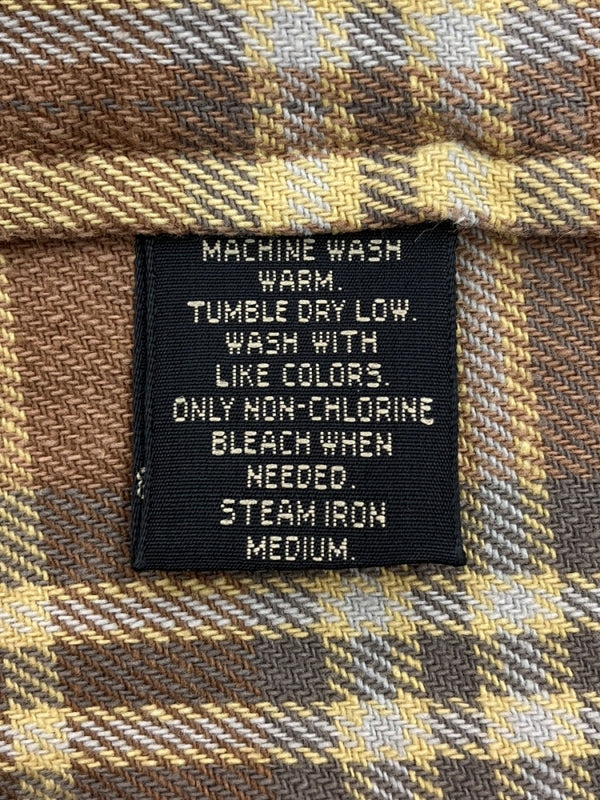 MACHINE WASH
WARM.
TUMBLE DRY LOW.
WASH WITH
LIKE COLORS.
ONLY NON-CHLORINE
BLEACH WHEN
NEEDED.
STEAM IRON
MEDIUM.